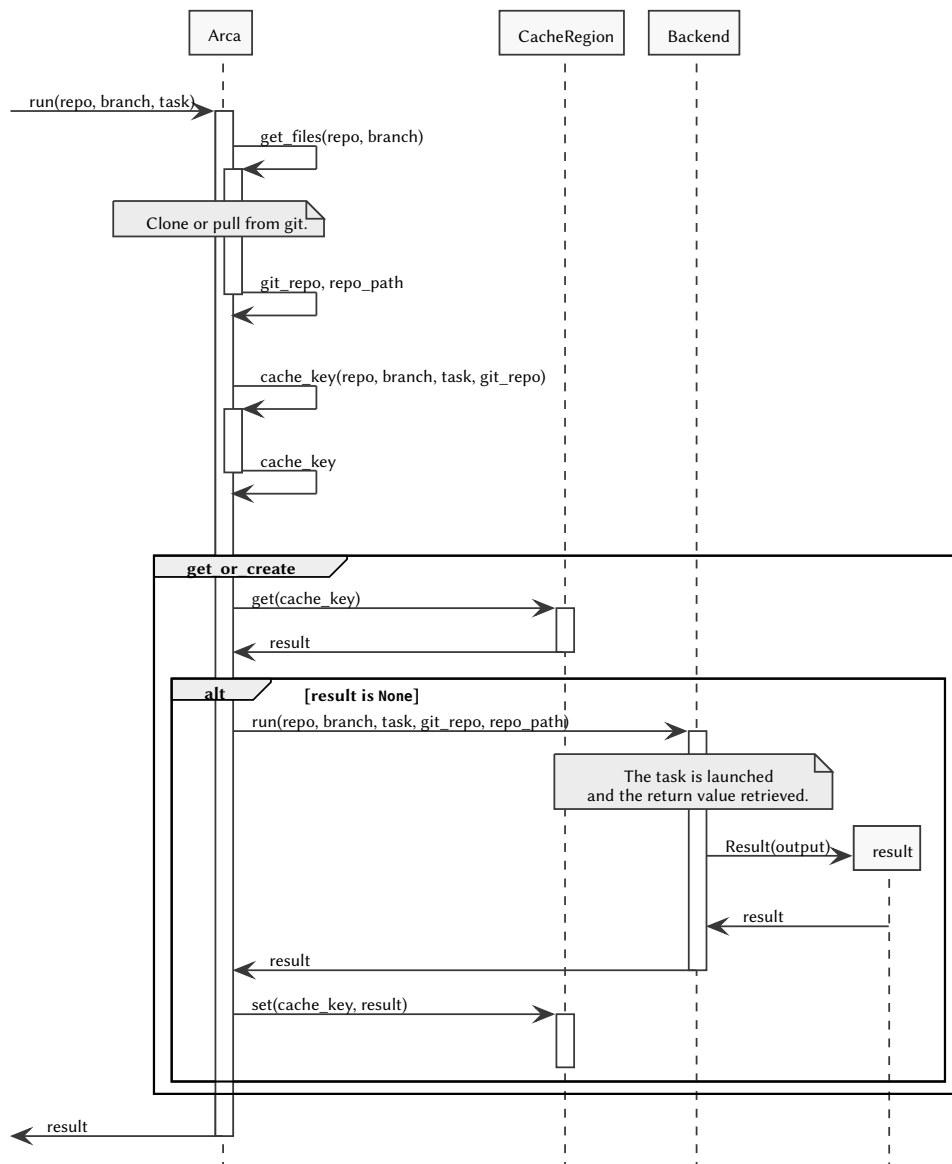 Arca
CacheRegion
Backend
run(repo, branch, task)
get_files(repo, branch)
Clone or pull from git.
git_repo, repo_path
cache_key(repo, branch, task, git_repo)
cache_key
get_or_create
get(cache_key)
result
alt
[result is None]
run(repo, branch, task, git_repo, repo_path)
The task is launched
and the return value retrieved.
Result(output)
result
result
result
set(cache_key, result)
result